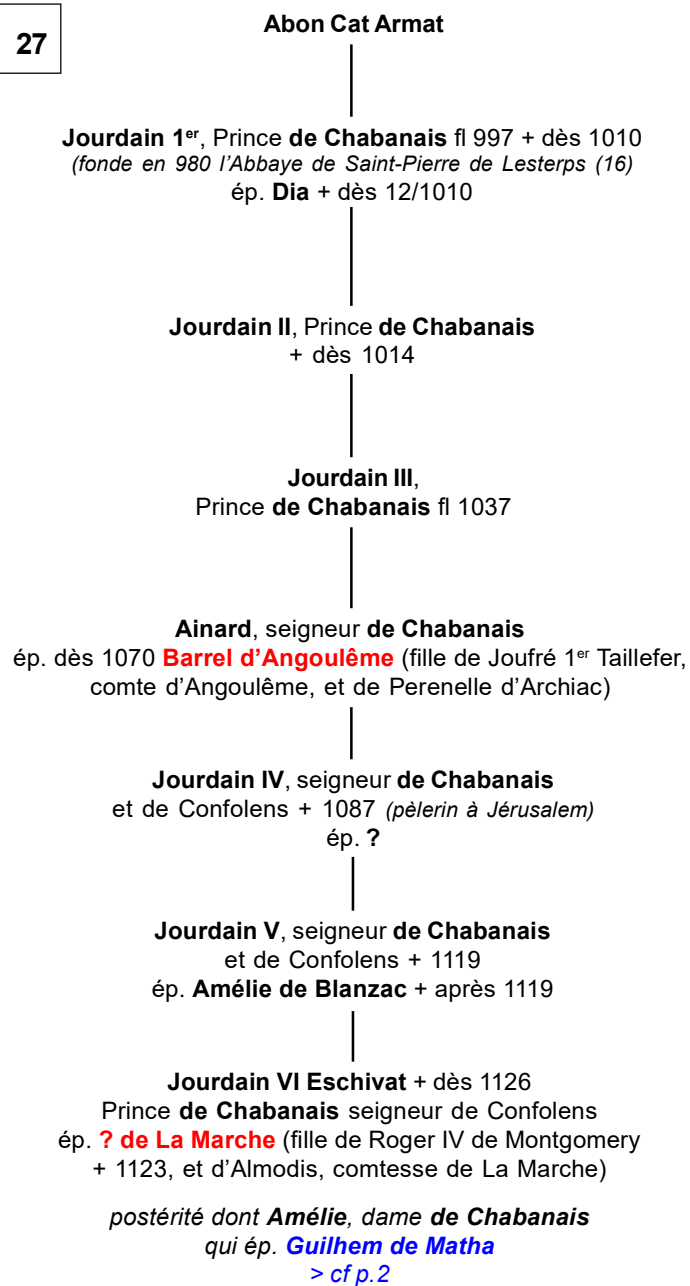 27
Abon Cat Armat
Jourdain 1er, Prince de Chabanais fl 997 + dès 1010
(fonde en 980 l'Abbaye de Saint-Pierre de Lesterps (16)
ép. Dia + dès 12/1010
Jourdain II, Prince de Chabanais
+ dès 1014
Jourdain III,
Prince de Chabanais fl 1037
Ainard, seigneur de Chabanais
ép. dès 1070 Barrel d'Angoulême (fille de Joufré 1er Taillefer,
comte d'Angoulême, et de Perenelle d'Archiac)
Jourdain IV, seigneur de Chabanais
et de Confolens + 1087 (pèlerin à Jérusalem)
ép. ?
Jourdain V, seigneur de Chabanais
et de Confolens + 1119
ép. Amélie de Blanzac + après 1119
Jourdain VI Eschivat + dès 1126
Prince de Chabanais seigneur de Confolens
ép. ? de La Marche (fille de Roger IV de Montgomery
+ 1123, et d'Almodis, comtesse de La Marche)
postérité dont Amélie, dame de Chabanais
qui ép. Guilhem de Matha
> cf p.2